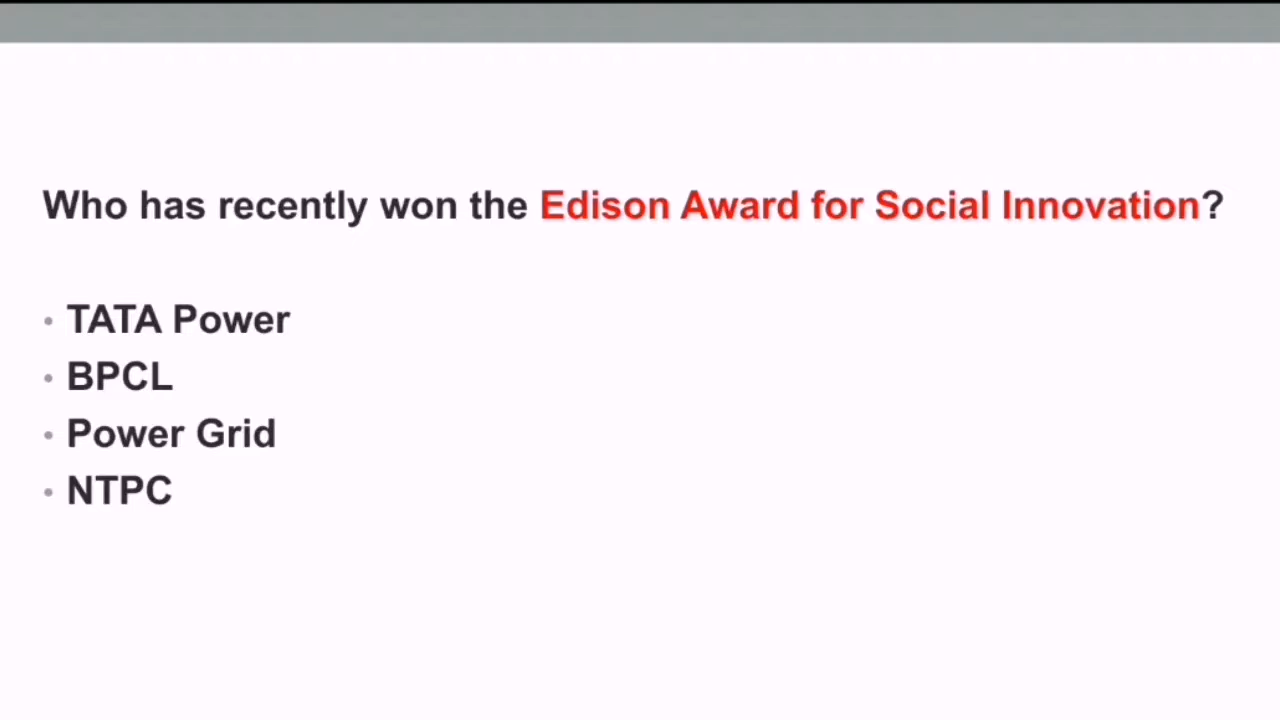 Who has recently won the Edison Award for Social Innovation?
• TATA Power
• BPCL
• Power Grid
• NTPC